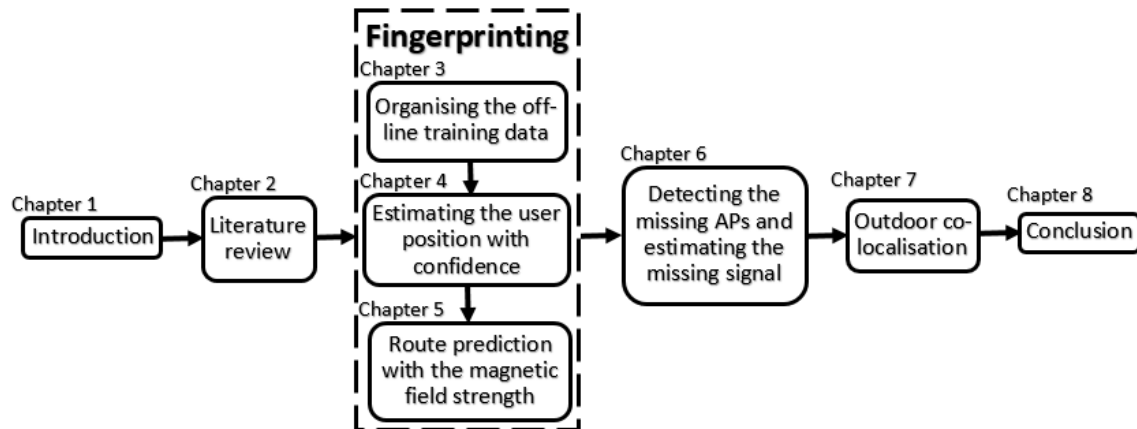 Chapter 1
Introduction
Chapter 2
Literature
review
Fingerprinting
Chapter 3
Organising the off-
line training data
Chapter 4
Estimating the user
position with
confidence
Chapter 5
Route prediction
with the magnetic
field strength
Chapter 6
Detecting the
missing APs and
estimating the
missing signal
Chapter 7
Outdoor co-
localisation
Chapter 8
Conclusion